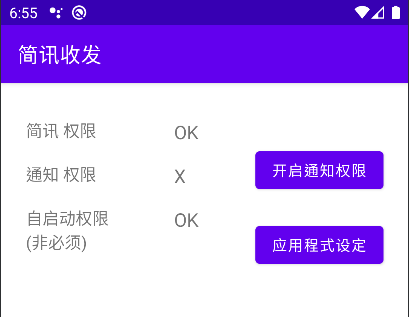 6:55
简讯收发
简讯 权限 OK
通知 权限 X
开启通知权限
自启动权限 OK
(非必须)
应用程式设定